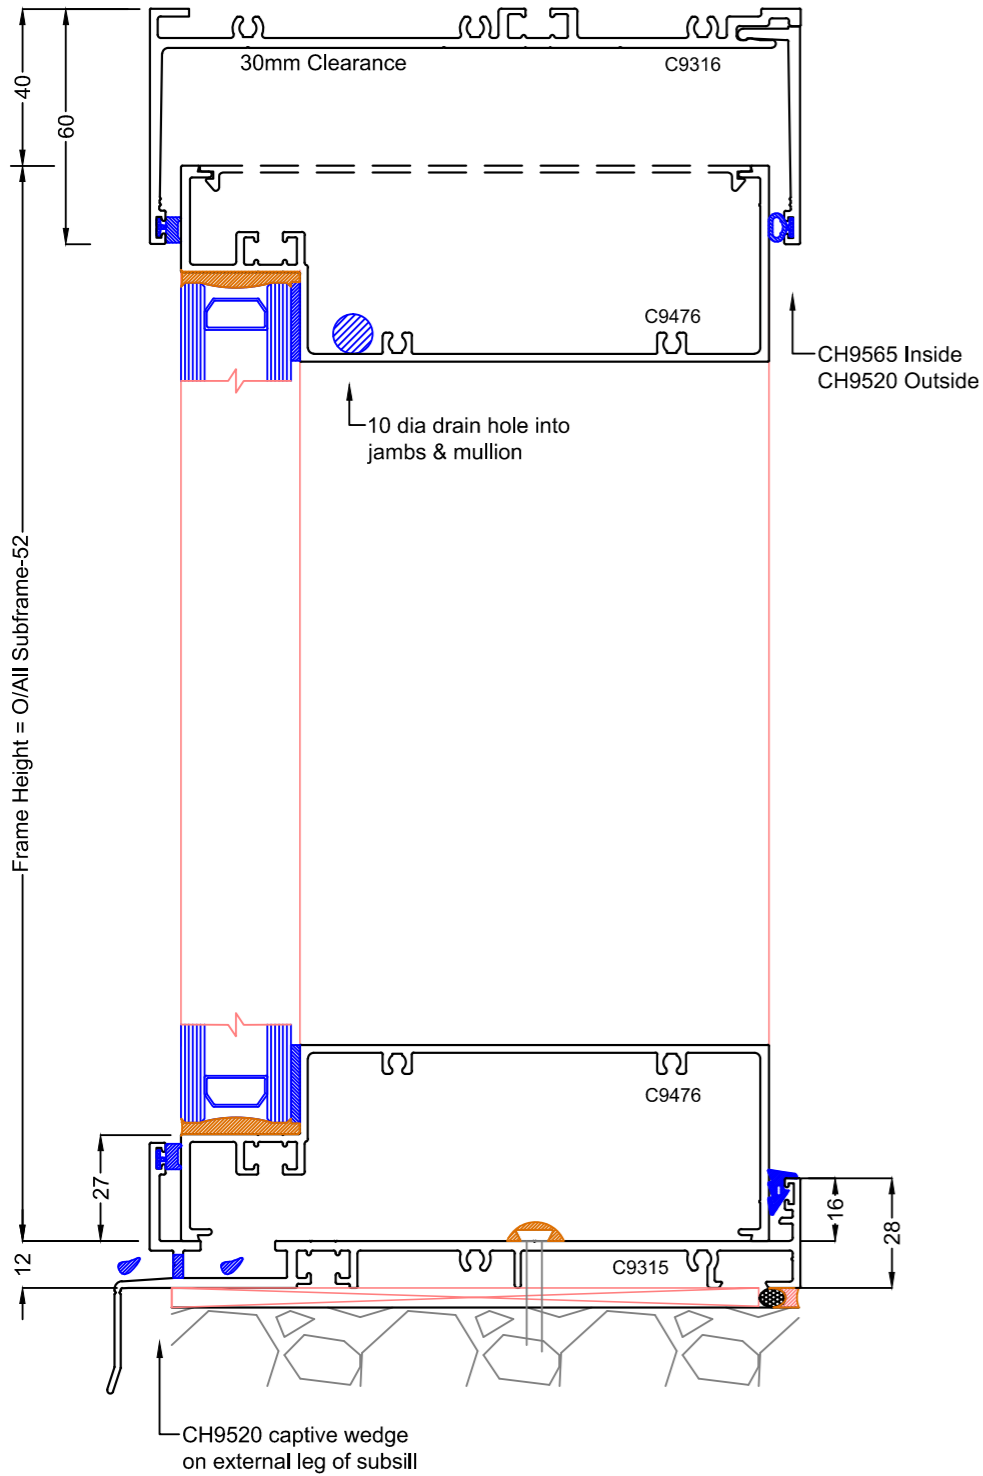 40
60
30mm Clearance
C9316
C9476
CH9565 Inside
CH9520 Outside
10 dia drain hole into
jambs & mullion
Frame Height = O/All Subframe-52
C9476
27
16
28
12
C9315
CH9520 captive wedge
on external leg of subsill